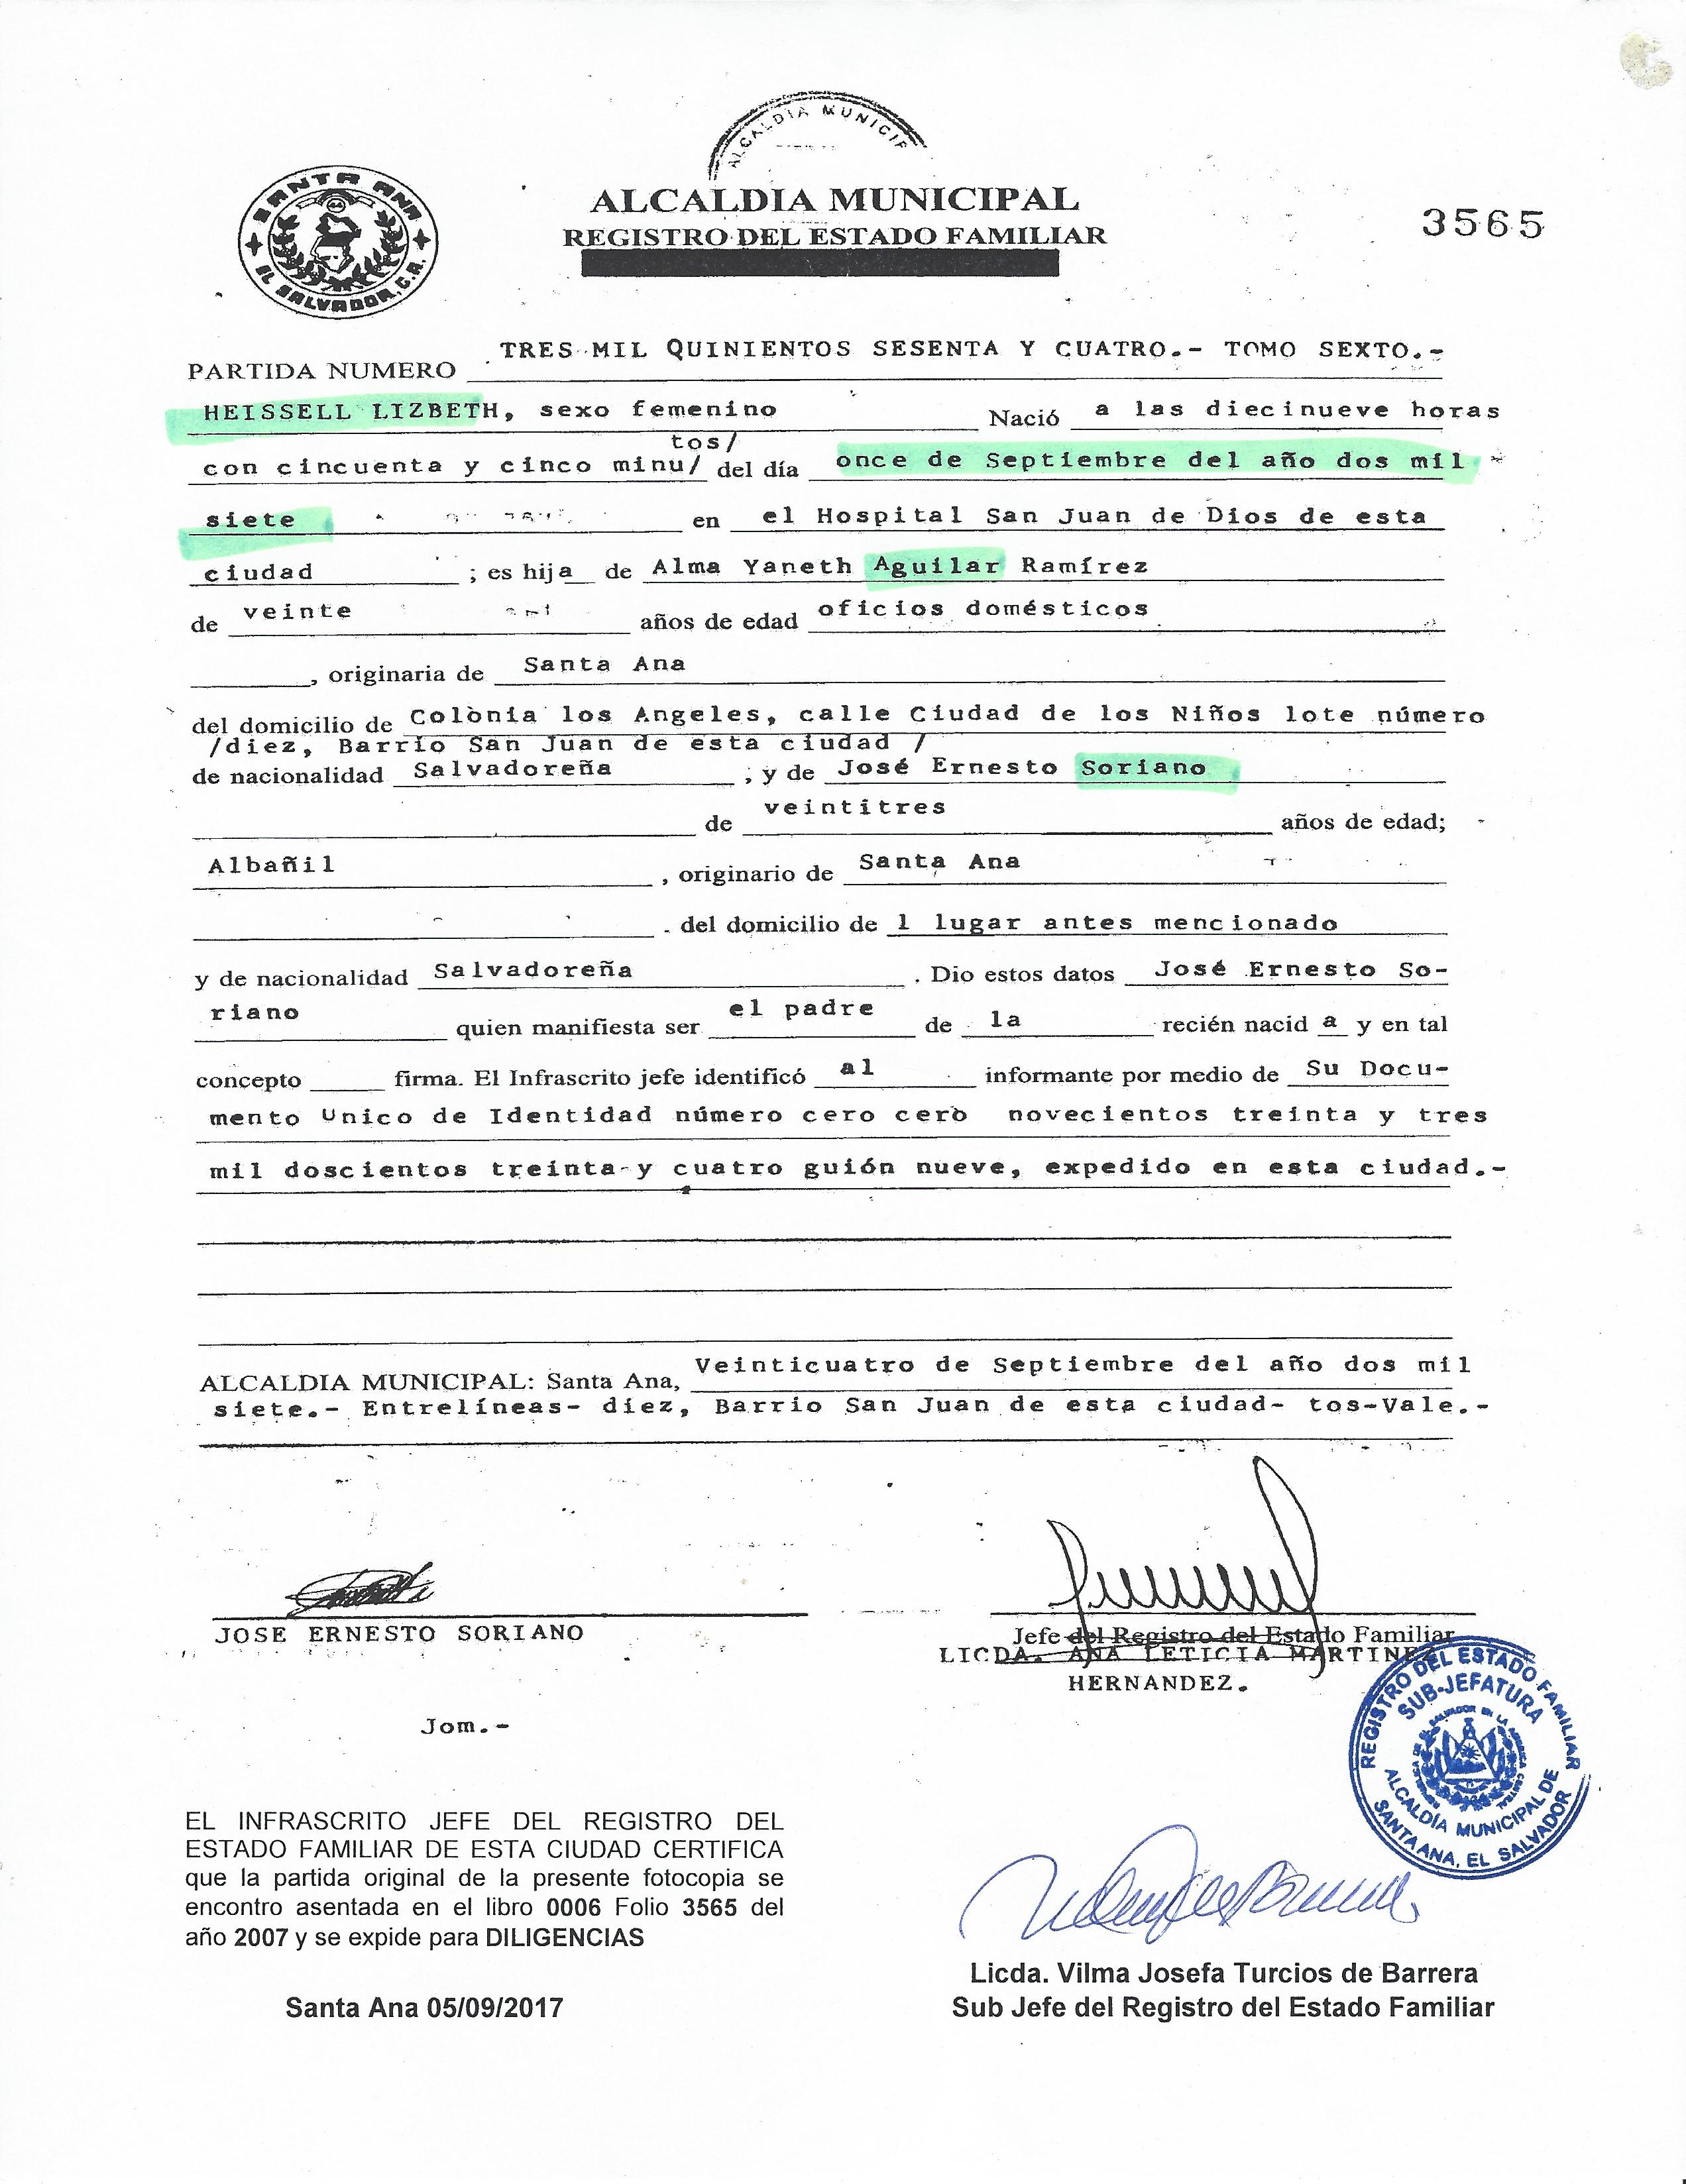 ALCALDIA MUNICIP
SANTA ANA
EL SALVADOR, C.A.
ALCALDIA MUNICIPAL
REGISTRO DEL ESTADO FAMILIAR
3565
PARTIDA NUMERO TRES MIL QUINIENTOS SESENTA Y CUATRO.- TOMO SEXTO.-
HEISSELL LIZBETH, sexo femenino Nació a las diecinueve horas
tos/
con cincuenta y cinco minu/ del día once de Septiembre del año dos mil
siete en el Hospital San Juan de Dios de esta
ciudad ; es hija de Alma Yaneth Aguilar Ramírez
de veinte años de edad oficios domésticos
, originaria de Santa Ana
del domicilio de Colonia los Angeles, calle Ciudad de los Niños lote número
/diez, Barrio San Juan de esta ciudad /
de nacionalidad Salvadoreña ; y de José Ernesto Soriano
de veintitres años de edad;
Albañil , originario de Santa Ana
. del domicilio de l lugar antes mencionado
y de nacionalidad Salvadoreña . Dio estos datos José Ernesto So-
riano quien manifiesta ser el padre de la recién nacid a y en tal
concepto firma. El Infrascrito jefe identificó al informante por medio de Su Docu-
mento Unico de Identidad número cero cero novecientos treinta y tres
mil doscientos treinta y cuatro guión nueve, expedido en esta ciudad.-
ALCALDIA MUNICIPAL: Santa Ana, Veinticuatro de Septiembre del año dos mil
siete.- Entrelíneas- diez, Barrio San Juan de esta ciudad- tos-Vale.-
JOSE ERNESTO SORIANO
Jefe del Registro del Estado Familiar
LICDA. ANA LETICIA MARTINEZ
HERNANDEZ.
Jom.-
REGISTRO DEL ESTADO FAMILIAR
SUB-JEFATURA
ALCALDÍA MUNICIPAL DE
SANTA ANA, EL SALVADOR
EL INFRASCRITO JEFE DEL REGISTRO DEL
ESTADO FAMILIAR DE ESTA CIUDAD CERTIFICA
que la partida original de la presente fotocopia se
encontro asentada en el libro 0006 Folio 3565 del
año 2007 y se expide para DILIGENCIAS
Santa Ana 05/09/2017
Licda. Vilma Josefa Turcios de Barrera
Sub Jefe del Registro del Estado Familiar